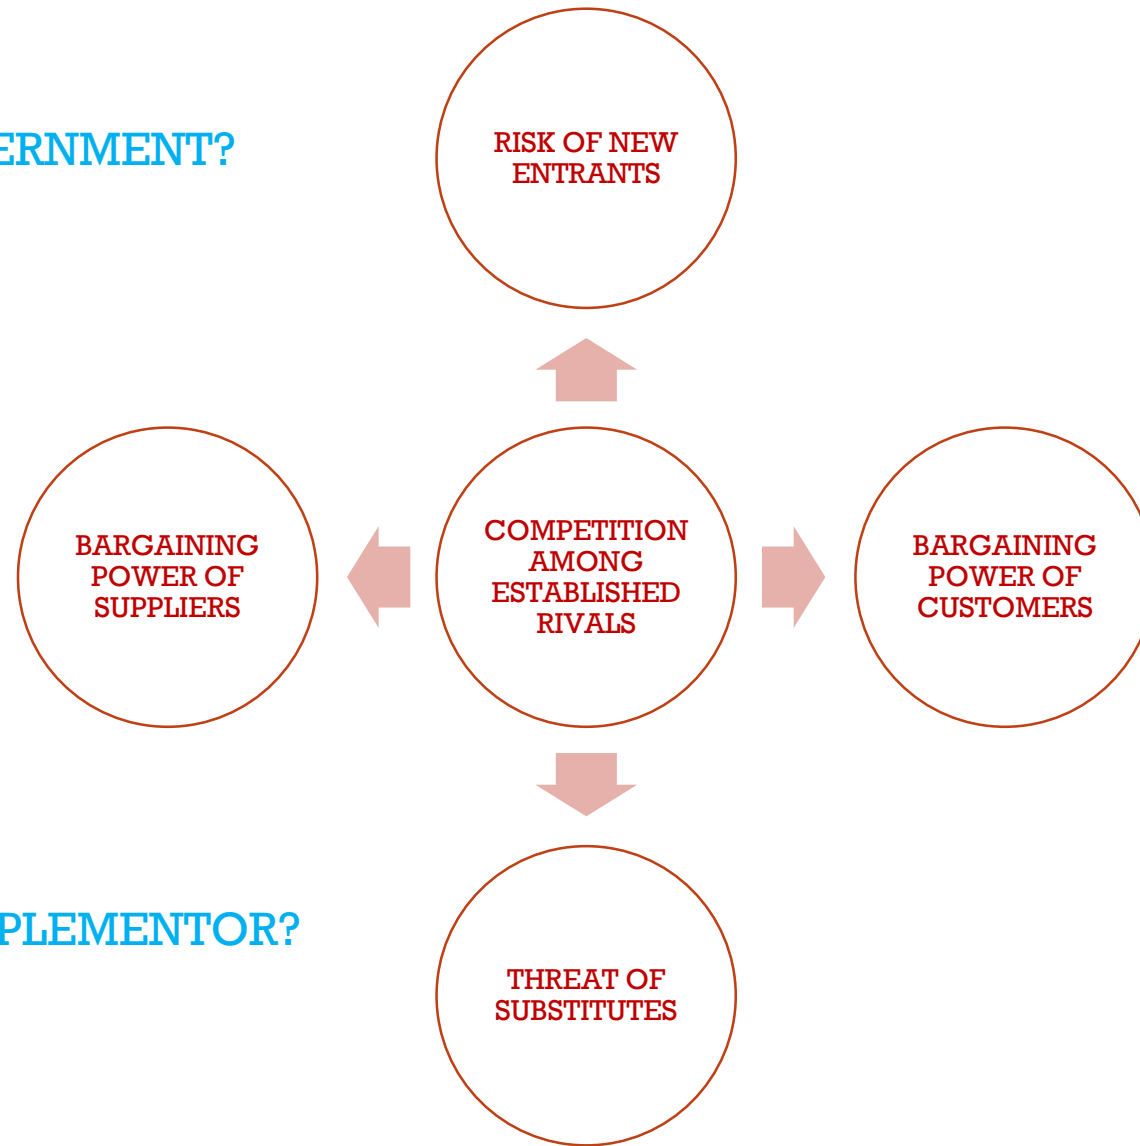 ERNMENT?
RISK OF NEW
ENTRANTS
BARGAINING
POWER OF
SUPPLIERS
COMPETITION
AMONG
ESTABLISHED
RIVALS
BARGAINING
POWER OF
CUSTOMERS
PLEMENTOR?
THREAT OF
SUBSTITUTES